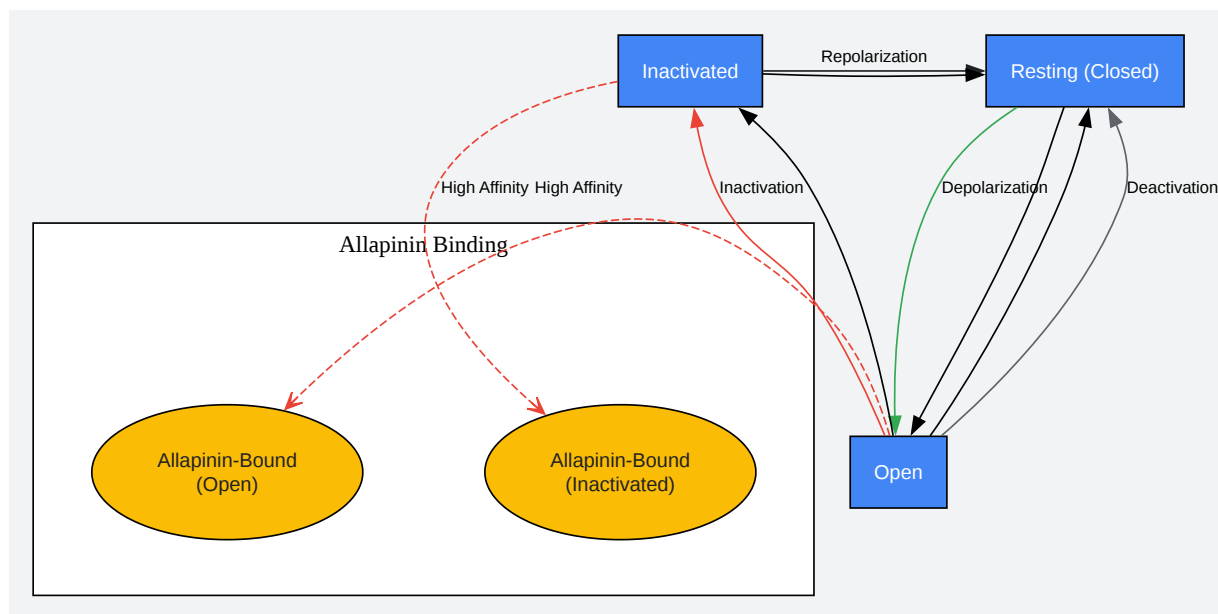 Repolarization
Inactivated
Resting (Closed)
High Affinity
High Affinity
Inactivation
Depolarization
Deactivation
Allapinin Binding
Allapinin-Bound
(Open)
Allapinin-Bound
(Inactivated)
Open